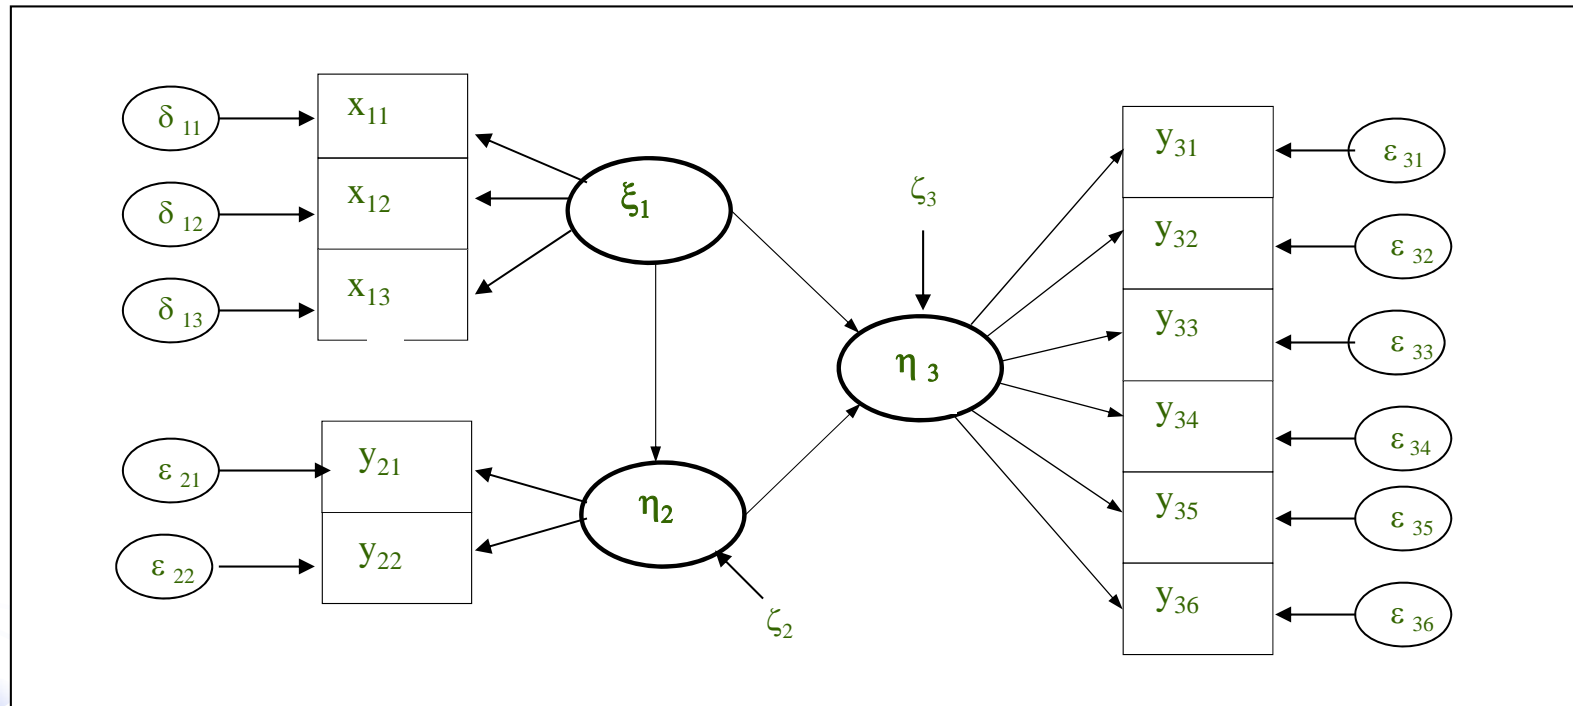 δ 11
x11
δ 12
x12
δ 13
x13
ξ1
ζ3
η 3
y31
ε 31
y32
ε 32
y33
ε 33
y34
ε 34
y35
ε 35
y36
ε 36
ε 21
y21
ε 22
y22
η2
ζ2